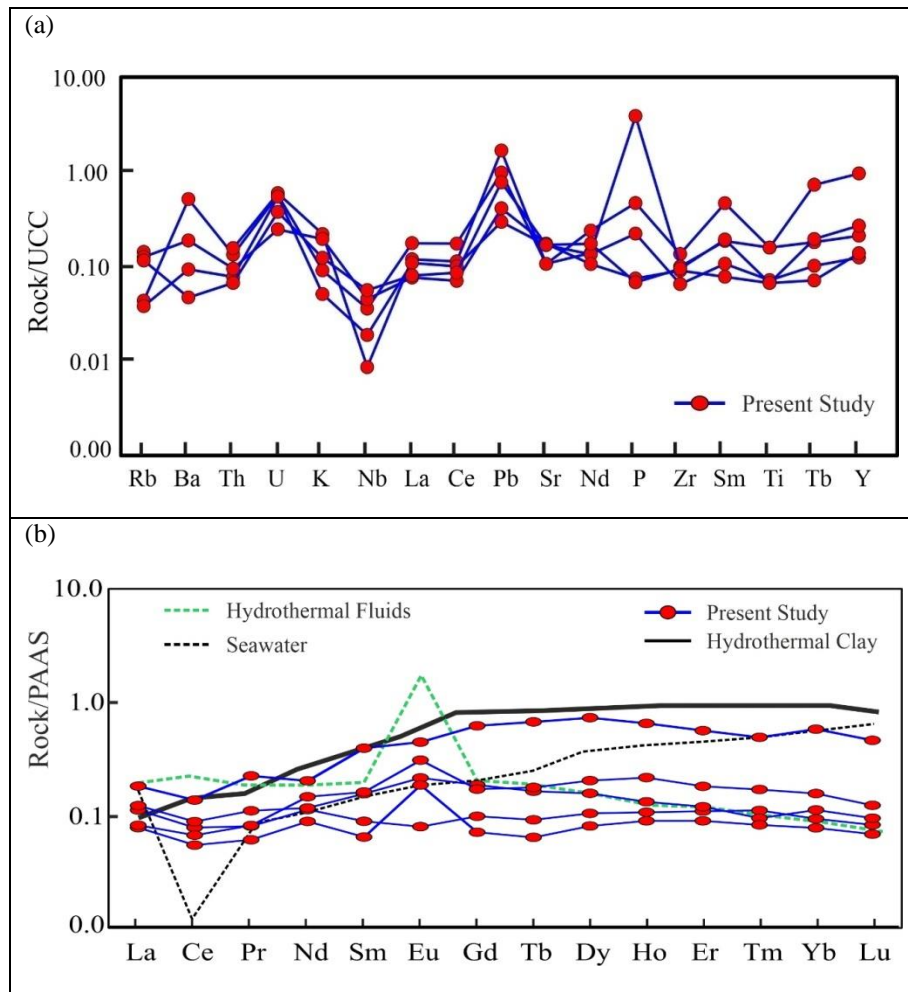 (a)
10.00
1.00
0.10
0.01
0.00
Rock/UCC
Present Study
Rb Ba Th U K Nb La Ce Pb Sr Nd P Zr Sm Ti Tb Y
(b)
10.0
1.0
0.1
0.0
Rock/PAAS
Hydrothermal Fluids
Seawater
Present Study
Hydrothermal Clay
La Ce Pr Nd Sm Eu Gd Tb Dy Ho Er Tm Yb Lu